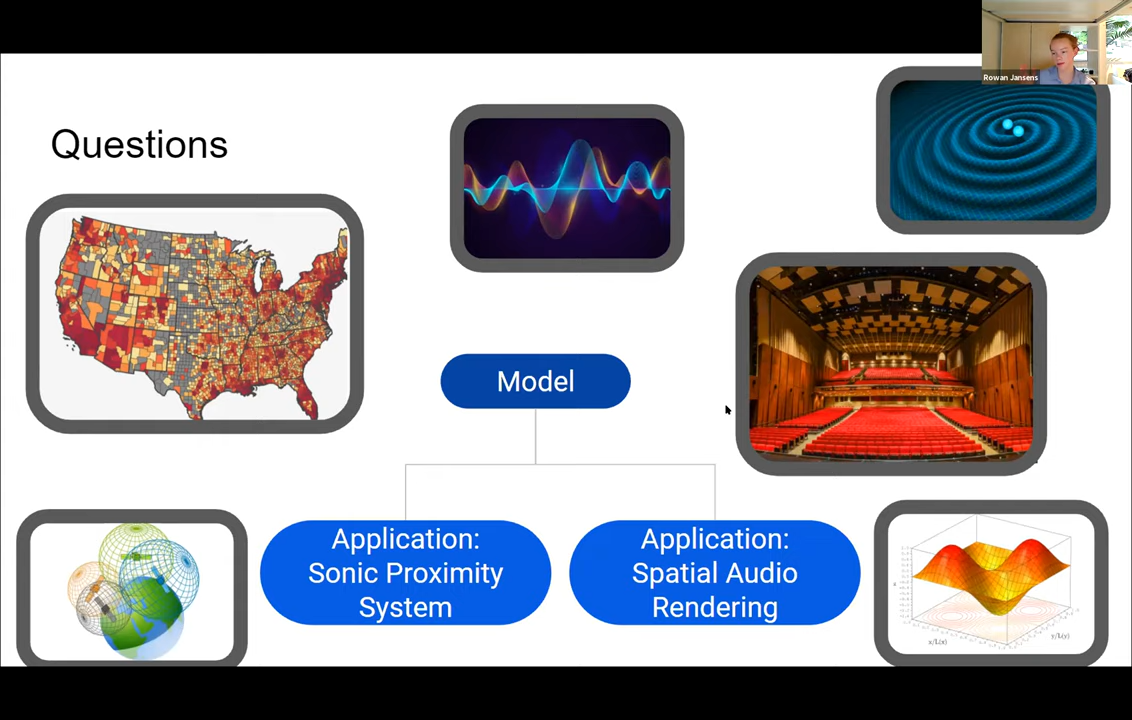 Rowan Jansens
Questions
Model
Application:
Sonic Proximity
System
Application:
Spatial Audio
Rendering
x/L(x)
y/L(y)